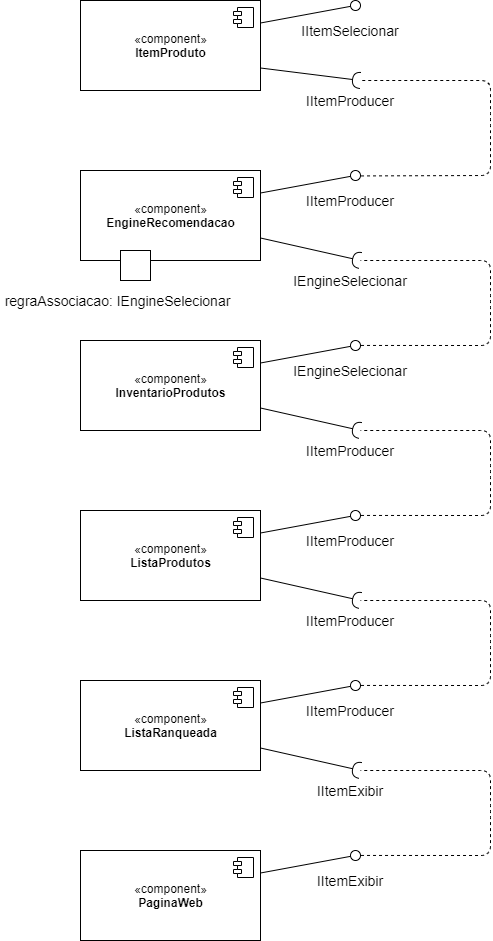 «component»
ItemProduto
IItemSelecionar
IItemProducer
«component»
EngineRecomendacao
IItemProducer
IEngineSelecionar
regraAssociacao: IEngineSelecionar
«component»
InventarioProdutos
IEngineSelecionar
IItemProducer
«component»
ListaProdutos
IItemProducer
IItemProducer
«component»
ListaRanqueada
IItemProducer
IItemExibir
«component»
PaginaWeb
IItemExibir